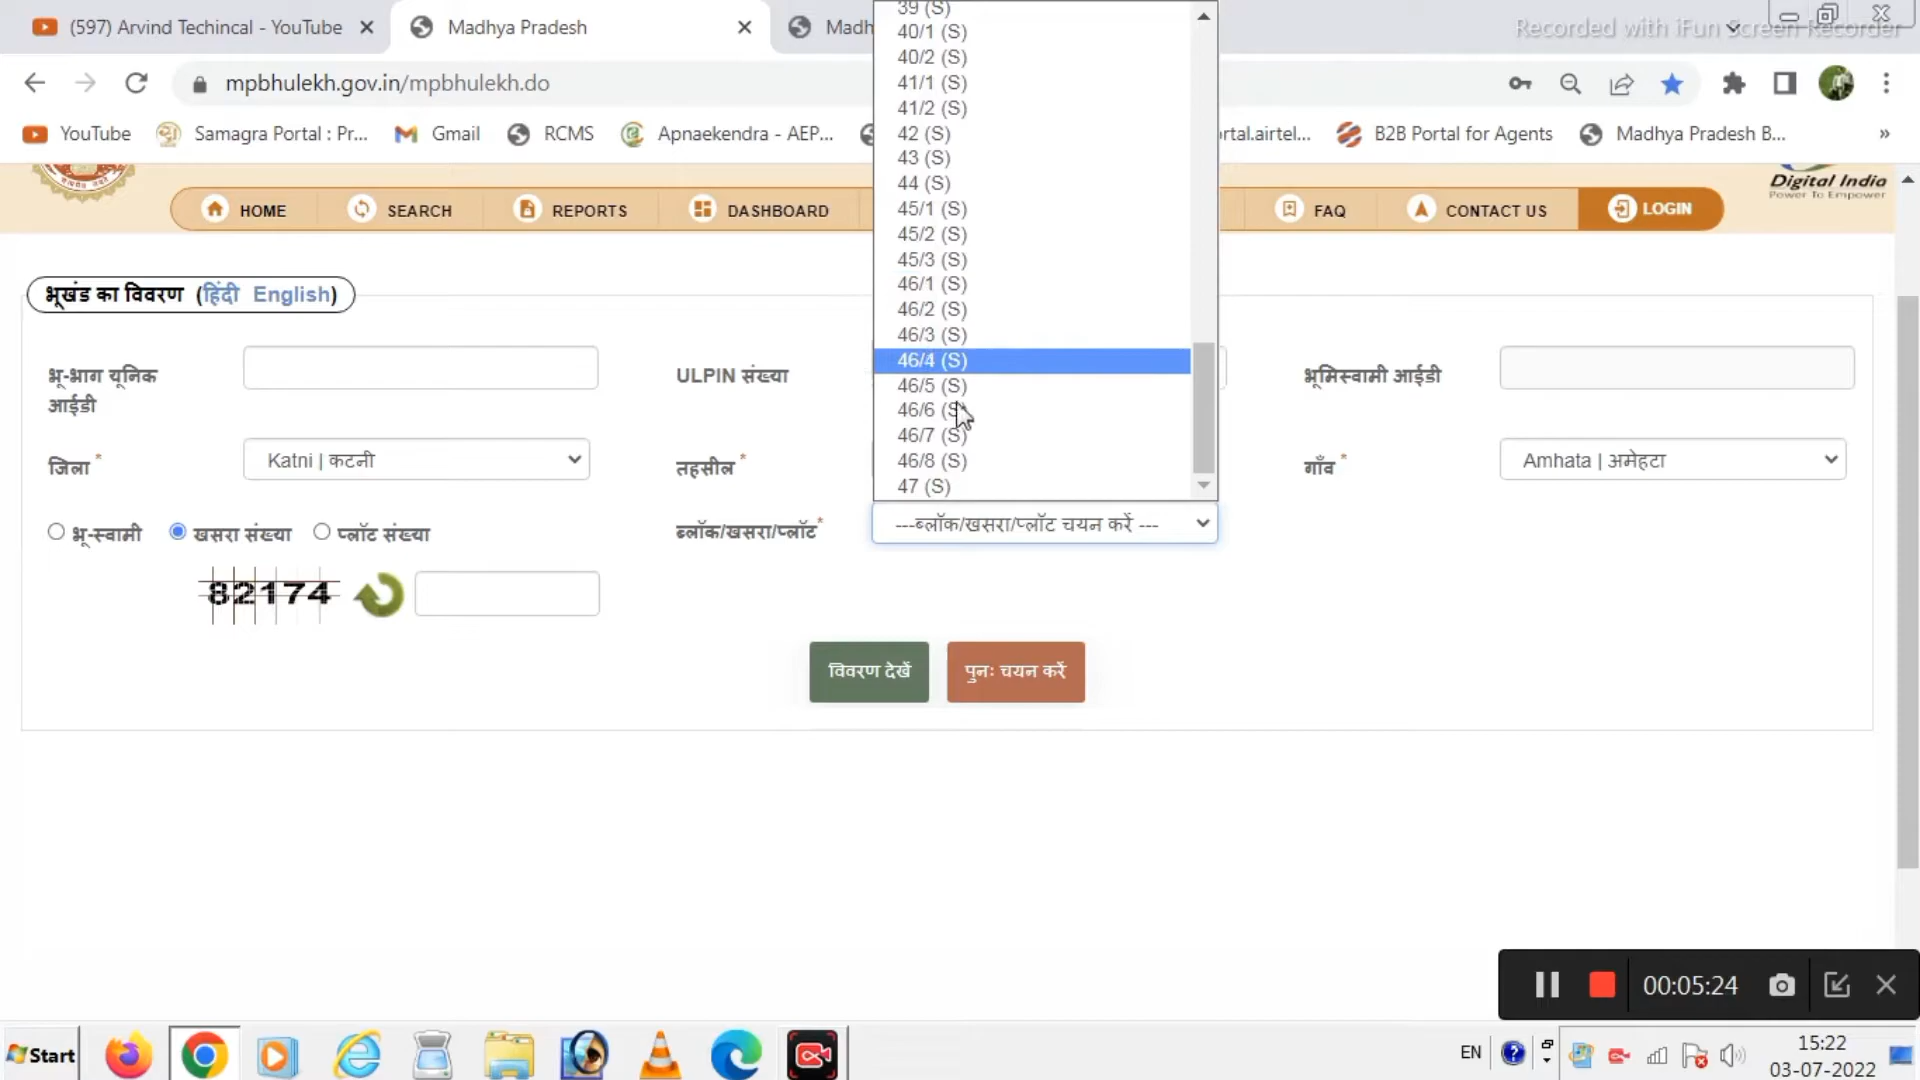 (597) Arvind Techincal - YouTube
Madhya Pradesh
Madh
Recorded with iFun Screen Recorder
mpbhulekh.gov.in/mpbhulekh.do
YouTube
Samagra Portal : Pr...
Gmail
RCMS
Apnaekendra - AEP...
rtal.airtel...
B2B Portal for Agents
Madhya Pradesh B...
»
Digital India
Power To Empower
HOME
SEARCH
REPORTS
DASHBOARD
FAQ
CONTACT US
LOGIN
39 (S)
40/1 (S)
40/2 (S)
41/1 (S)
41/2 (S)
42 (S)
43 (S)
44 (S)
45/1 (S)
45/2 (S)
45/3 (S)
46/1 (S)
46/2 (S)
46/3 (S)
46/4 (S)
46/5 (S)
46/6 (S)
46/7 (S)
46/8 (S)
47 (S)
भूखंड का विवरण (हिंदी English)
भू-भाग यूनिक
आईडी
ULPIN संख्या
भूमिस्वामी आईडी
जिला *
Katni | कटनी
तहसील *
गाँव *
Amhata | अमेहटा
भू-स्वामी
खसरा संख्या
प्लॉट संख्या
ब्लॉक/खसरा/प्लॉट*
---ब्लॉक/खसरा/प्लॉट चयन करें ---
82174
विवरण देखें
पुनः चयन करें
00:05:24
Start
EN
15:22
03-07-2022